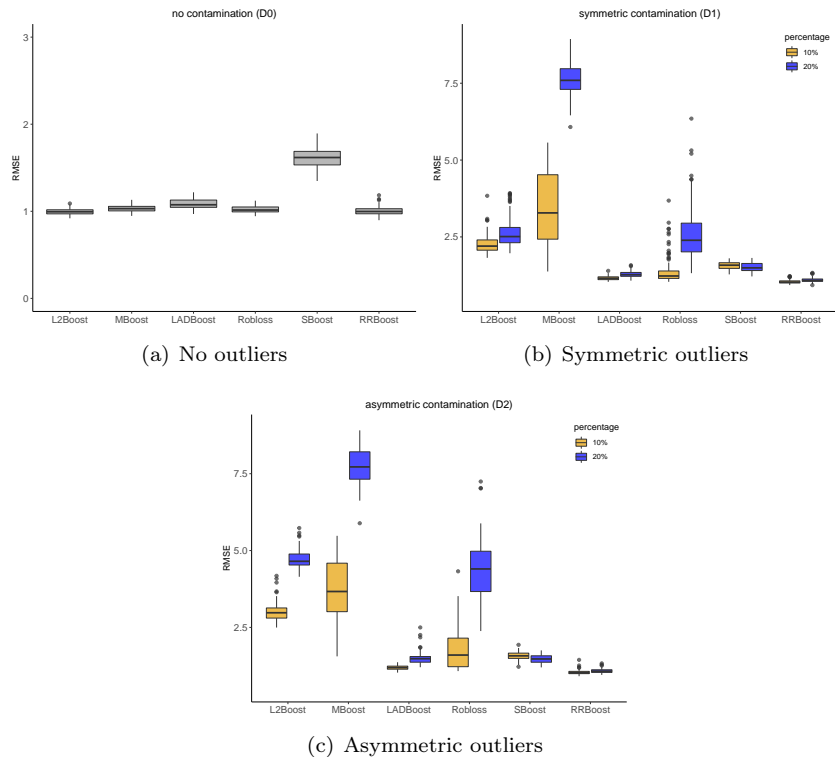 no contamination (D0)
3
2
1
0
RMSE
L2Boost MBoost LADBoost Robloss SBoost RRBoost
(a) No outliers
symmetric contamination (D1)
percentage
10%
20%
7.5
5.0
2.5
RMSE
L2Boost MBoost LADBoost Robloss SBoost RRBoost
(b) Symmetric outliers
asymmetric contamination (D2)
percentage
10%
20%
7.5
5.0
2.5
RMSE
L2Boost MBoost LADBoost Robloss SBoost RRBoost
(c) Asymmetric outliers